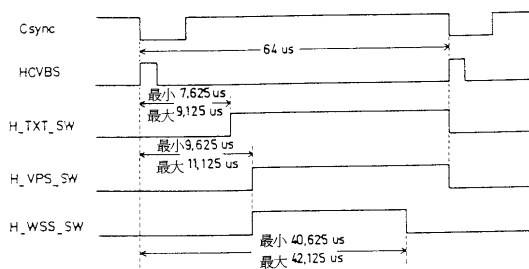 Csync
64 us
HCVBS
最小 7,625 us
最大 9,125 us
H_TXT_SW
最小9,625 us
最大 11,125 us
H_VPS_SW
H_WSS_SW
最小 40,625 us
最大 42,125 us